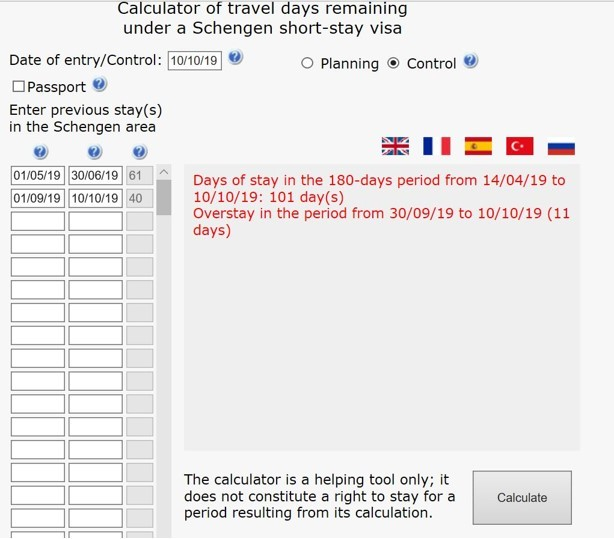 Calculator of travel days remaining
under a Schengen short-stay visa
Date of entry/Control: 10/10/19 ? Planning Control ?
Passport ?
Enter previous stay(s)
in the Schengen area
? ? ?
01/05/19 30/06/19 61
01/09/19 10/10/19 40
Days of stay in the 180-days period from 14/04/19 to
10/10/19: 101 day(s)
Overstay in the period from 30/09/19 to 10/10/19 (11
days)
The calculator is a helping tool only; it
does not constitute a right to stay for a
period resulting from its calculation.
Calculate